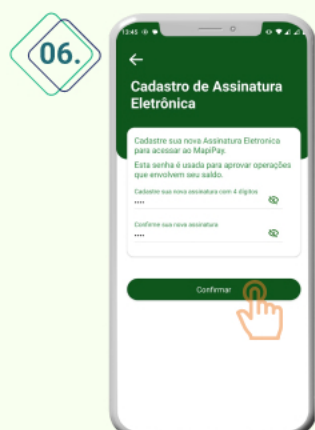 06.
12:45
Cadastro de Assinatura
Eletrônica
Cadastre sua nova Assinatura Eletronica
para acessar ao MapiPay.
Esta senha é usada para aprovar operações
que envolvem seu saldo.
Cadastre sua nova assinatura com 4 dígitos
••••
Confirme sua nova assinatura
••••
Confirmar